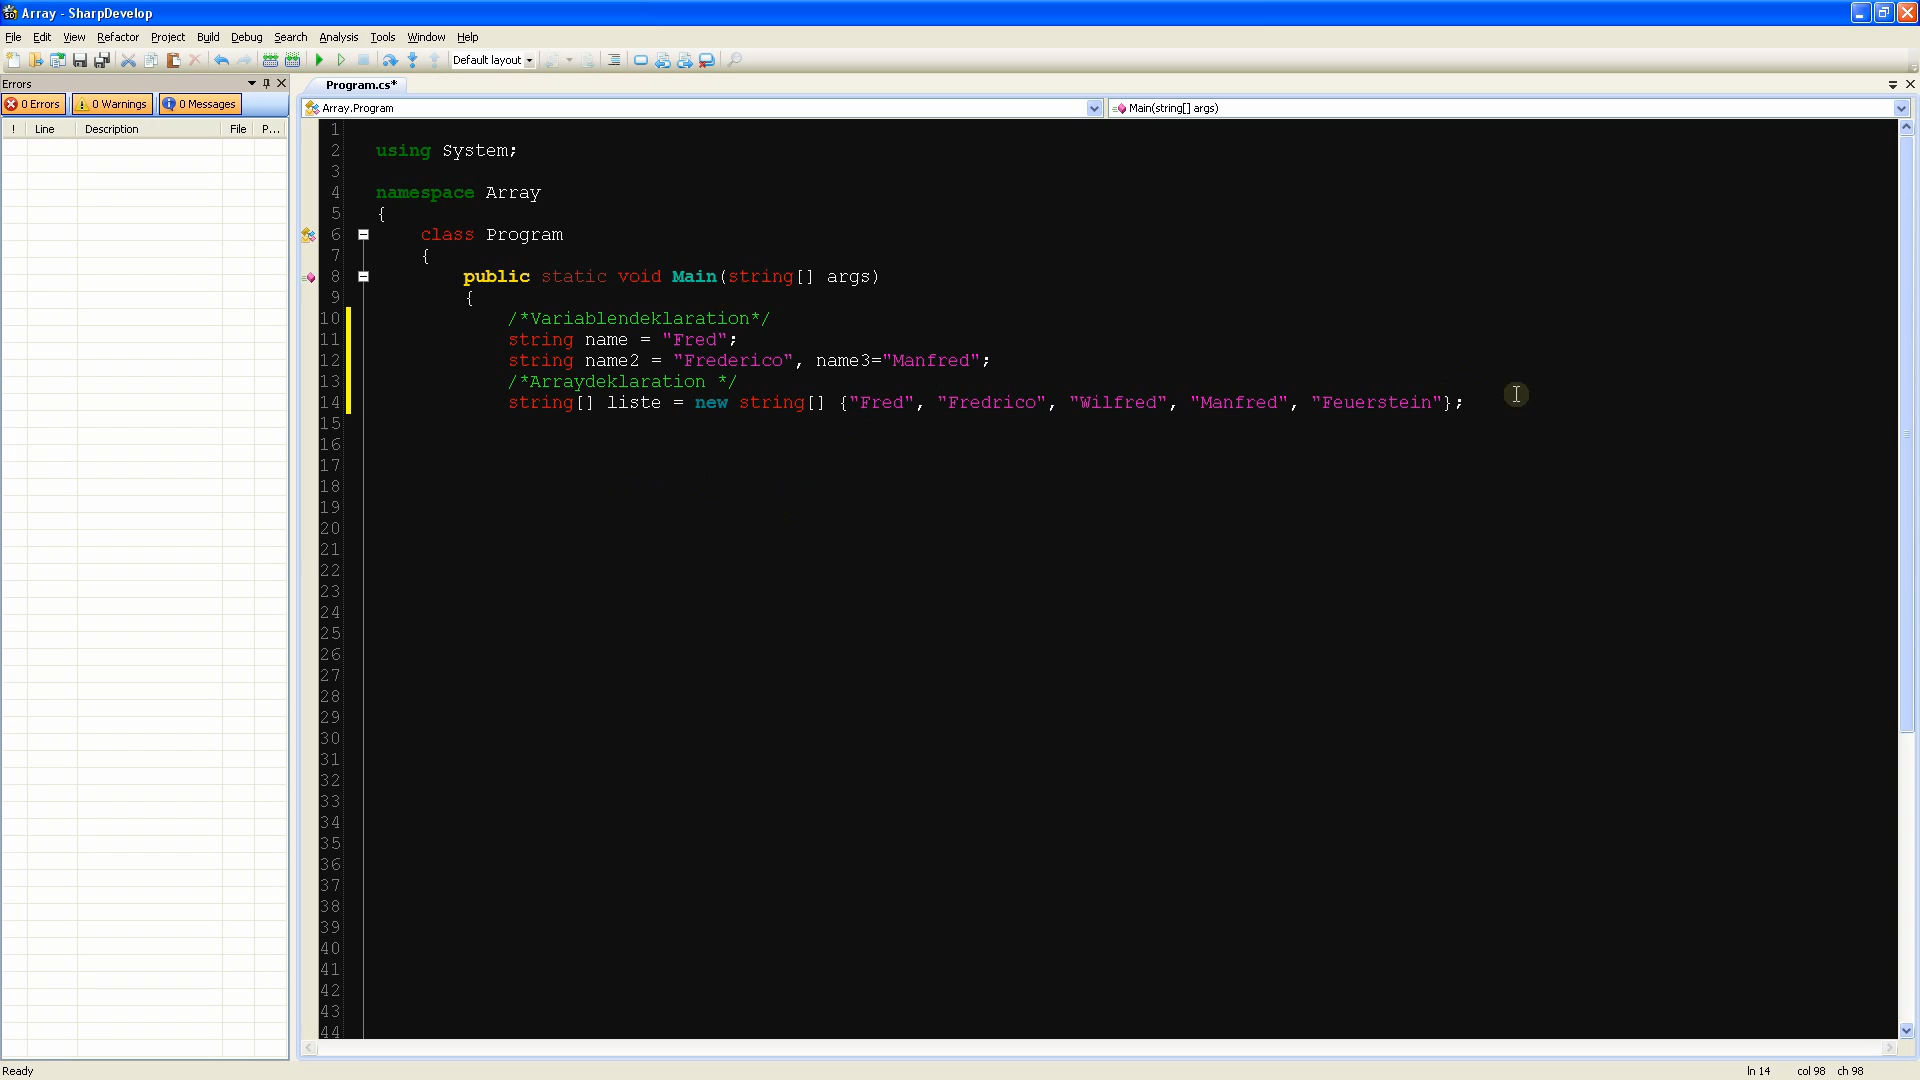 Array - SharpDevelop
File Edit View Refactor Project Build Debug Search Analysis Tools Window Help
Default layout
Errors
Program.cs*
0 Errors 0 Warnings 0 Messages
Array.Program Main(string[] args)
! Line Description File P...
1
2 using System;
3
4 namespace Array
5 {
6 class Program
7 {
8 public static void Main(string[] args)
9 {
10 /*Variablendeklaration*/
11 string name = "Fred";
12 string name2 = "Frederico", name3="Manfred";
13 /*Arraydeklaration */
14 string[] liste = new string[] {"Fred", "Fredrico", "Wilfred", "Manfred", "Feuerstein"};
15
16
17
18
19
20
21
22
23
24
25
26
27
28
29
30
31
32
33
34
35
36
37
38
39
40
41
42
43
44
Ready ln 14 col 98 ch 98